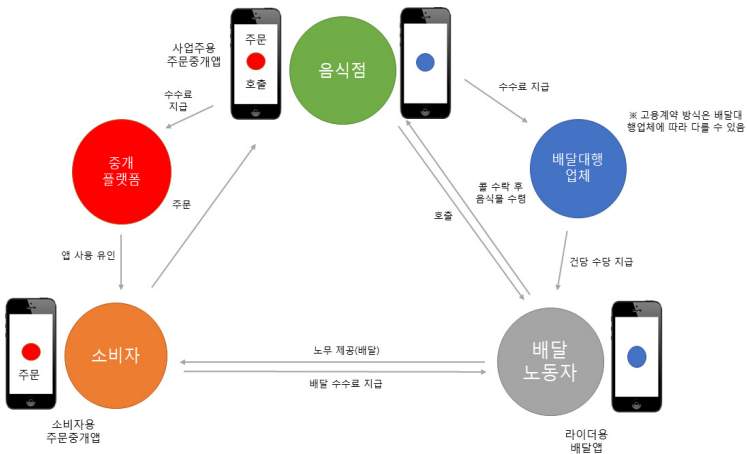 사업주용
주문중개앱
주문
호출
음식점
수수료
지급
수수료 지급
※ 고용계약 방식은 배달대
행업체에 따라 다를 수 있음
중개
플랫폼
배달대행
업체
주문
콜 수락 후
음식물 수령
호출
앱 사용 유인
건당 수당 지급
소비자
주문
노무 제공(배달)
배달 수수료 지급
배달
노동자
소비자용
주문중개앱
라이더용
배달앱